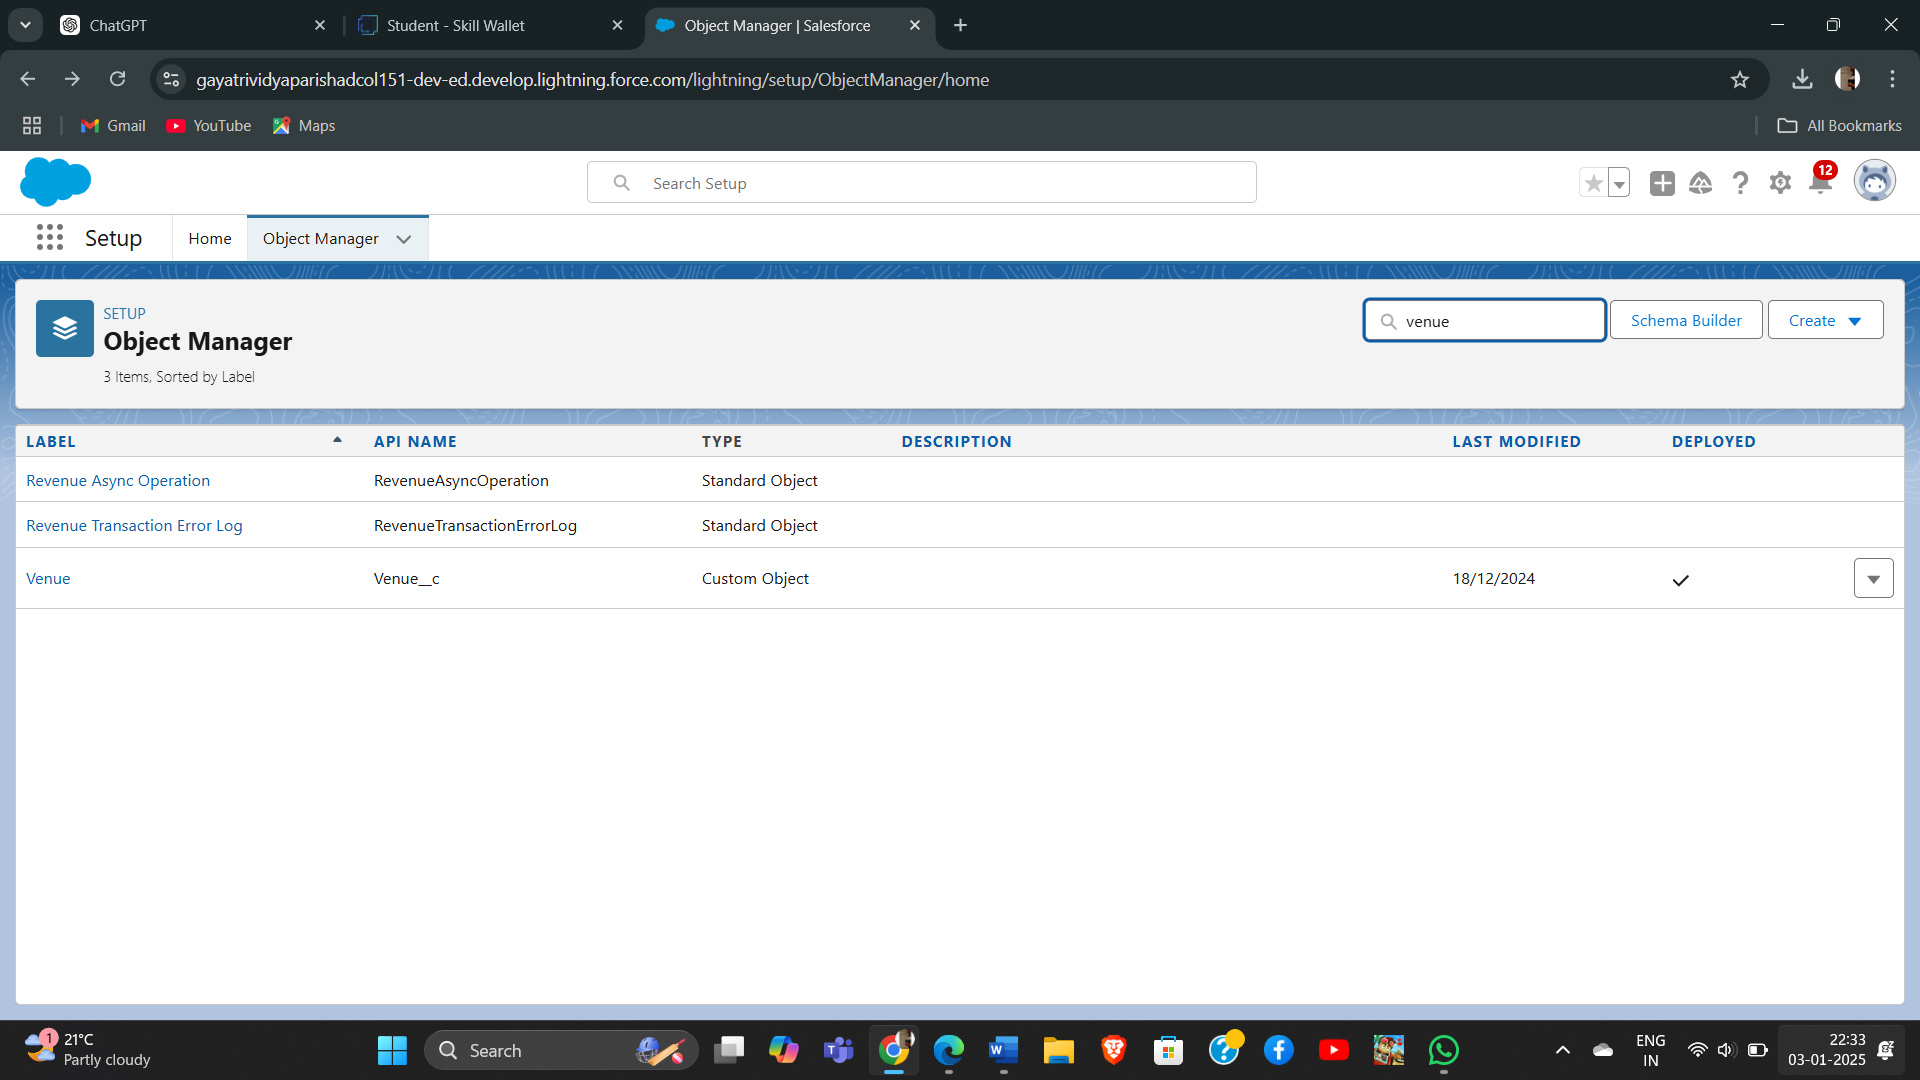 ChatGPT
Student - Skill Wallet
Object Manager | Salesforce
gayatrividyaparishadcol151-dev-ed.develop.lightning.force.com/lightning/setup/ObjectManager/home
Gmail
YouTube
Maps
All Bookmarks
Search Setup
12
Setup
Home
Object Manager
SETUP
Object Manager
3 Items, Sorted by Label
venue
Schema Builder
Create
LABEL API NAME TYPE DESCRIPTION LAST MODIFIED DEPLOYED
Revenue Async Operation RevenueAsyncOperation Standard Object
Revenue Transaction Error Log RevenueTransactionErrorLog Standard Object
Venue Venue__c Custom Object 18/12/2024
1
21°C
Partly cloudy
Search
ENG
IN
22:33
03-01-2025